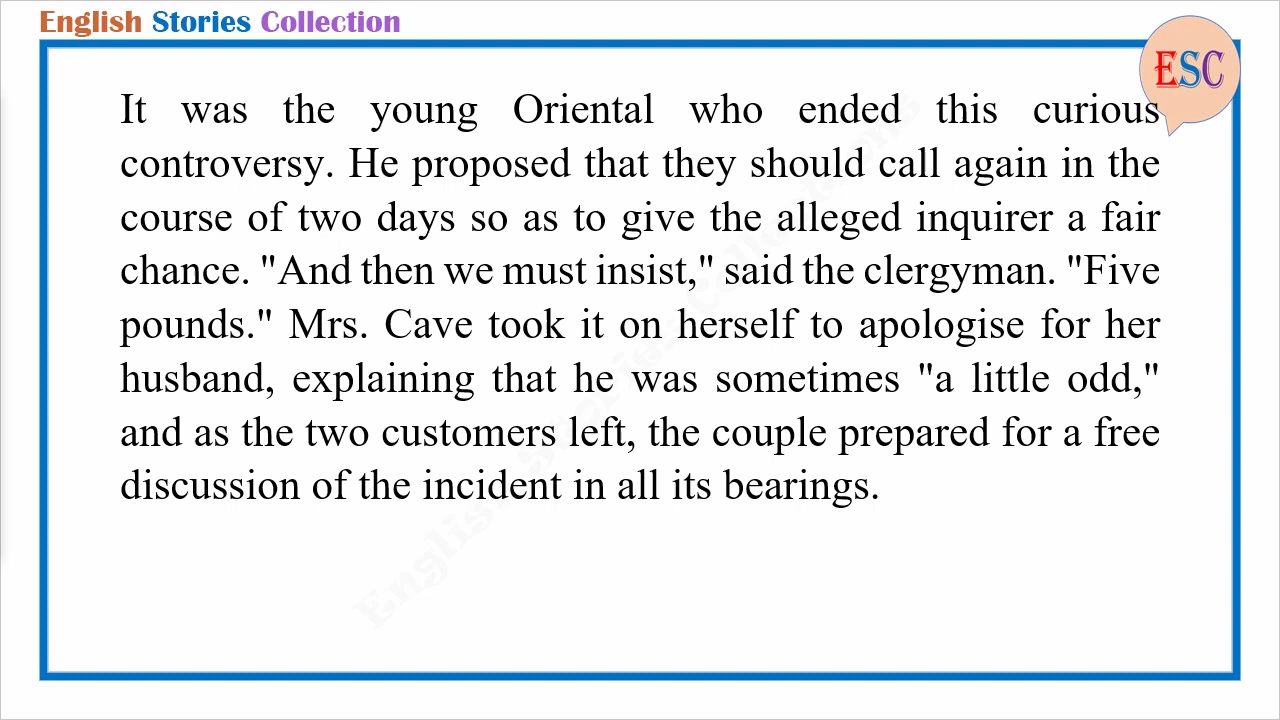 English Stories Collection
ESC
It was the young Oriental who ended this curious
controversy. He proposed that they should call again in the
course of two days so as to give the alleged inquirer a fair
chance. "And then we must insist," said the clergyman. "Five
pounds." Mrs. Cave took it on herself to apologise for her
husband, explaining that he was sometimes "a little odd,"
and as the two customers left, the couple prepared for a free
discussion of the incident in all its bearings.
English Stories Collections